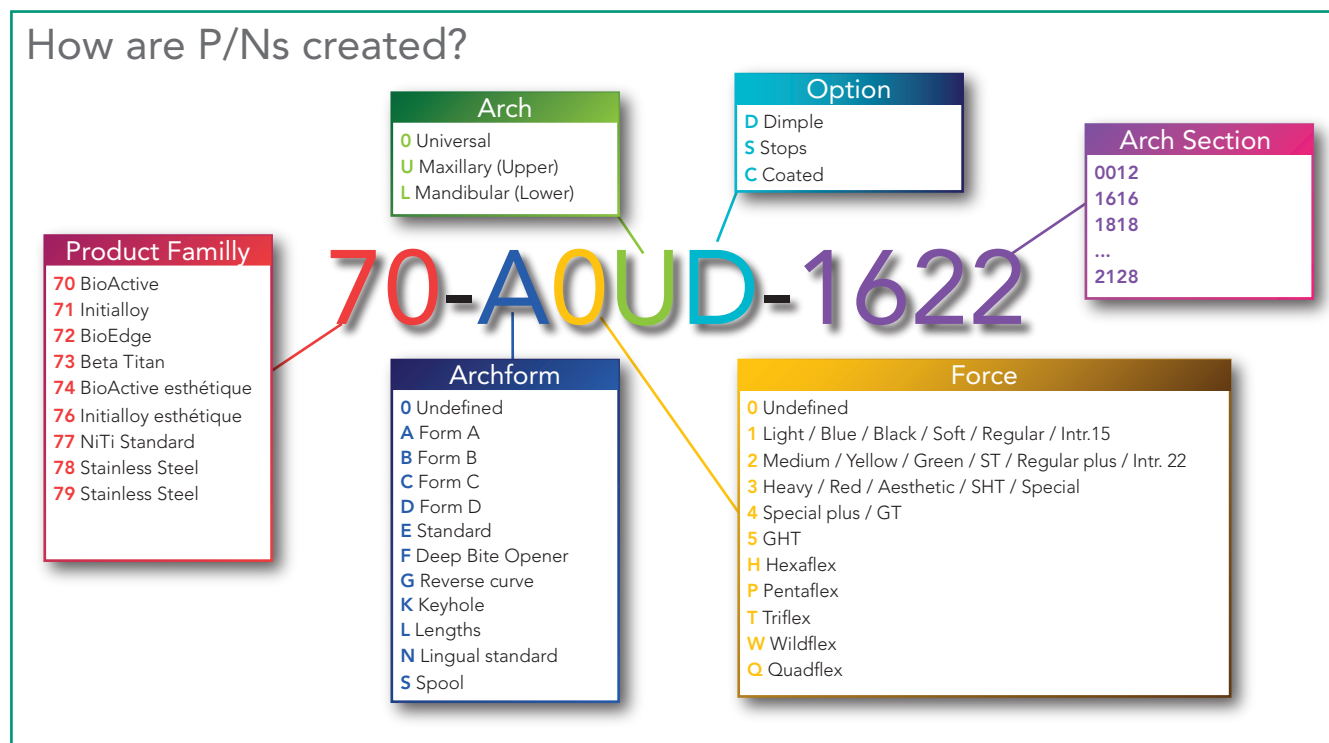 How are P/Ns created?
Arch
0 Universal
U Maxillary (Upper)
L Mandibular (Lower)
Option
D Dimple
S Stops
C Coated
Arch Section
0012
1616
1818
...
2128
70-A0UD-1622
Product Familly
70 BioActive
71 Initialloy
72 BioEdge
73 Beta Titan
74 BioActive esthétique
76 Initialloy esthétique
77 NiTi Standard
78 Stainless Steel
79 Stainless Steel
Archform
0 Undefined
A Form A
B Form B
C Form C
D Form D
E Standard
F Deep Bite Opener
G Reverse curve
K Keyhole
L Lengths
N Lingual standard
S Spool
Force
0 Undefined
1 Light / Blue / Black / Soft / Regular / Intr.15
2 Medium / Yellow / Green / ST / Regular plus / Intr. 22
3 Heavy / Red / Aesthetic / SHT / Special
4 Special plus / GT
5 GHT
H Hexaflex
P Pentaflex
T Triflex
W Wildflex
Q Quadflex